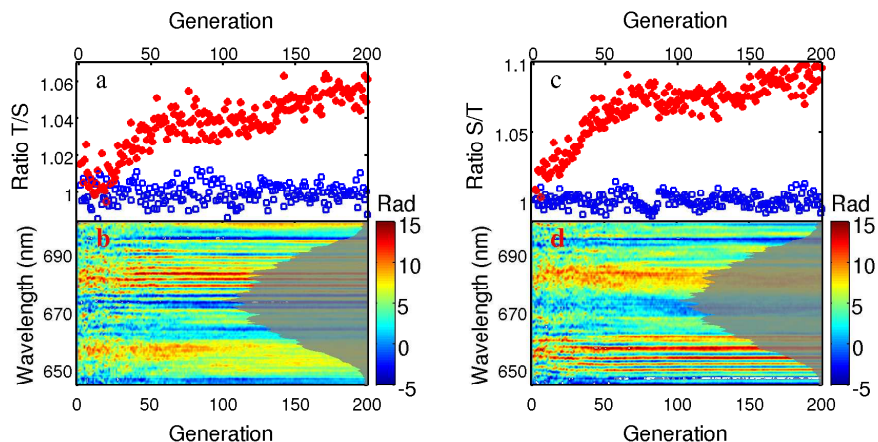 Generation Generation
0 50 100 150 200 0 50 100 150 200
1.06 1.04 1.02 1 Ratio T/S a
1.1 1.05 1 Ratio S/T c
690 670 650 Wavelength (nm) b Rad 15 10 5 0 -5
690 670 650 Wavelength (nm) d Rad 15 10 5 0 -5
0 50 100 150 200 0 50 100 150 200
Generation Generation